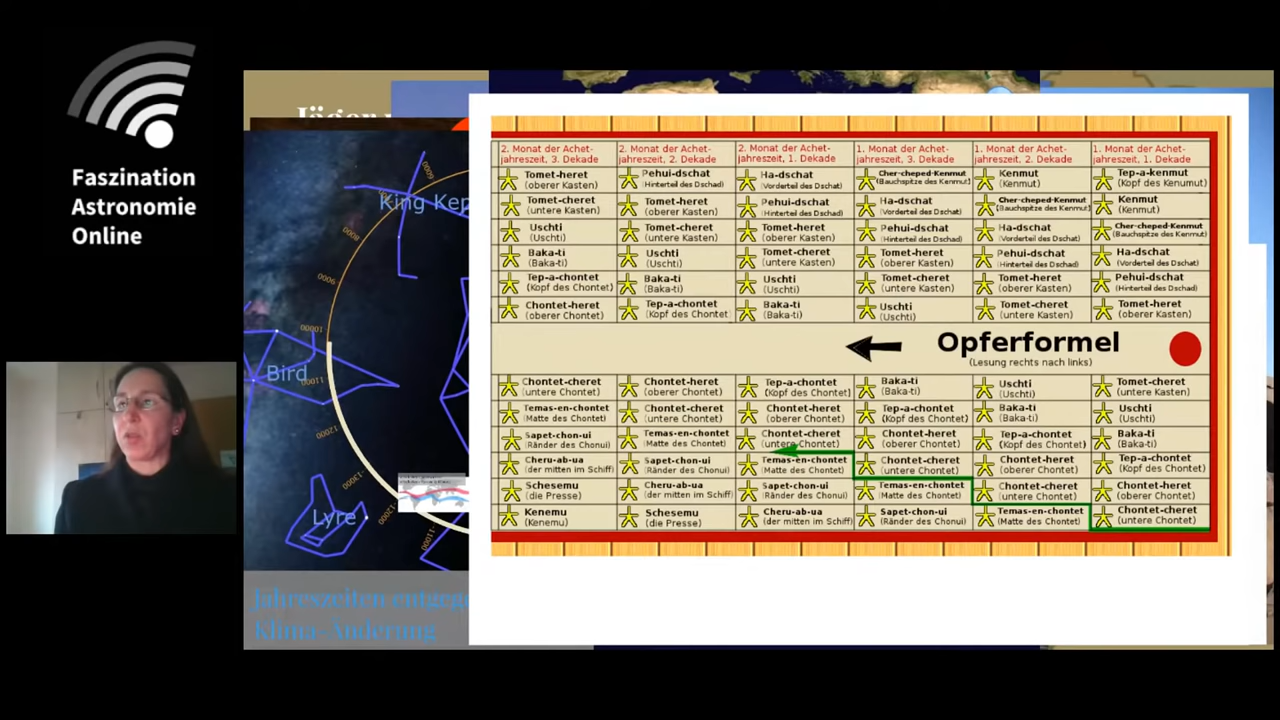 Faszination
Astronomie
Online
Jäger
King Kep
Bird
Lyre
6000
8000
9000
10000
11000
12000
13000
12000
11000
Jahreszeiten entgege
Klima-Änderung
2. Monat der Achet-jahreszeit, 3. Dekade
2. Monat der Achet-jahreszeit, 2. Dekade
2. Monat der Achet-jahreszeit, 1. Dekade
1. Monat der Achet-jahreszeit, 3. Dekade
1. Monat der Achet-jahreszeit, 2. Dekade
1. Monat der Achet-jahreszeit, 1. Dekade
Tomet-heret Pehui-dschat Ha-dschat Cher-cheped-Kenmut Kenmut Tep-a-kenmut
(oberer Kasten) (Hinterteil des Dschad) (Vorderteil des Dschat) (Bauchspitze des Kenmut) (Kenmut) (Kopf des Kenumut)
Tomet-cheret Tomet-heret Pehui-dschat Ha-dschat Cher-cheped-Kenmut Kenmut
(untere Kasten) (oberer Kasten) (Hinterteil des Dschad) (Vorderteil des Dschat) (Bauchspitze des Kenmut) (Kenmut)
Uschti Tomet-cheret Tomet-heret Pehui-dschat Ha-dschat Cher-cheped-Kenmut
(Uschti) (untere Kasten) (oberer Kasten) (Hinterteil des Dschad) (Vorderteil des Dschat) (Bauchspitze des Kenmut)
Baka-ti Uschti Tomet-cheret Tomet-heret Pehui-dschat Ha-dschat
(Baka-ti) (Uschti) (untere Kasten) (oberer Kasten) (Hinterteil des Dschad) (Vorderteil des Dschat)
Tep-a-chontet Baka-ti Uschti Tomet-cheret Tomet-heret Pehui-dschat
(Kopf des Chontet) (Baka-ti) (Uschti) (untere Kasten) (oberer Kasten) (Hinterteil des Dschad)
Chontet-heret Tep-a-chontet Baka-ti Uschti Tomet-cheret Tomet-heret
(oberer Chontet) (Kopf des Chontet) (Baka-ti) (Uschti) (untere Kasten) (oberer Kasten)
Opferformel
(Lesung rechts nach links)
Chontet-cheret Chontet-heret Tep-a-chontet Baka-ti Uschti Tomet-cheret
(untere Chontet) (oberer Chontet) (Kopf des Chontet) (Baka-ti) (Uschti) (untere Kasten)
Temas-en-chontet Chontet-cheret Chontet-heret Tep-a-chontet Baka-ti Uschti
(Matte des Chontet) (untere Chontet) (oberer Chontet) (Kopf des Chontet) (Baka-ti) (Uschti)
Sapet-chon-ui Temas-en-chontet Chontet-cheret Chontet-heret Tep-a-chontet Baka-ti
(Ränder des Chonui) (Matte des Chontet) (untere Chontet) (oberer Chontet) (Kopf des Chontet) (Baka-ti)
Cheru-ab-ua Sapet-chon-ui Temas-en-chontet Chontet-cheret Chontet-heret Tep-a-chontet
(der mitten im Schiff) (Ränder des Chonui) (Matte des Chontet) (untere Chontet) (oberer Chontet) (Kopf des Chontet)
Schesemu Cheru-ab-ua Sapet-chon-ui Temas-en-chontet Chontet-cheret Chontet-heret
(die Presse) (der mitten im Schiff) (Ränder des Chonui) (Matte des Chontet) (untere Chontet) (oberer Chontet)
Kenemu Schesemu Cheru-ab-ua Sapet-chon-ui Temas-en-chontet Chontet-cheret
(Kenemu) (die Presse) (der mitten im Schiff) (Ränder des Chonui) (Matte des Chontet) (untere Chontet)